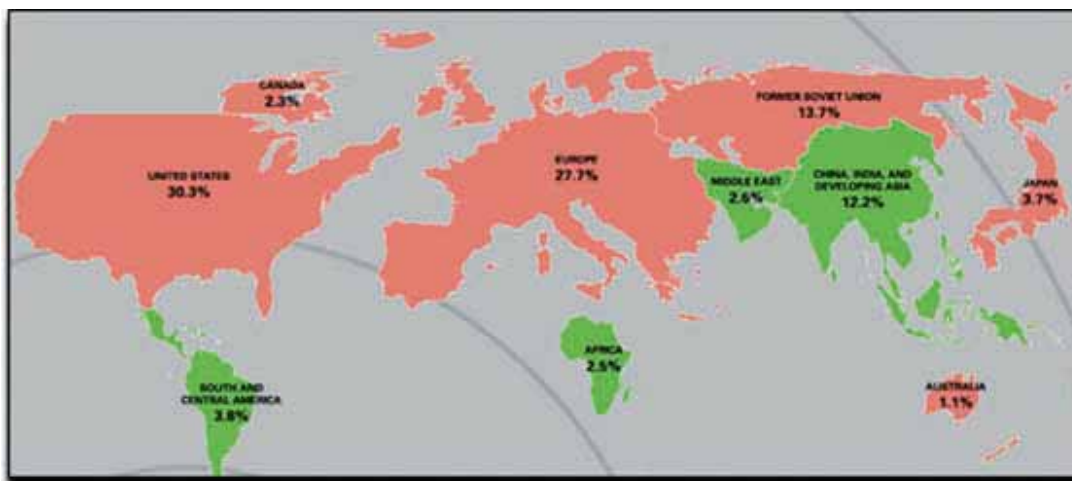 CANADA
2.3%
UNITED STATES
30.3%
EUROPE
27.7%
FORMER SOVIET UNION
13.7%
MIDDLE EAST
2.6%
CHINA, INDIA, AND
DEVELOPING ASIA
12.2%
JAPAN
3.7%
SOUTH AND
CENTRAL AMERICA
3.8%
AFRICA
2.5%
AUSTRALIA
1.1%